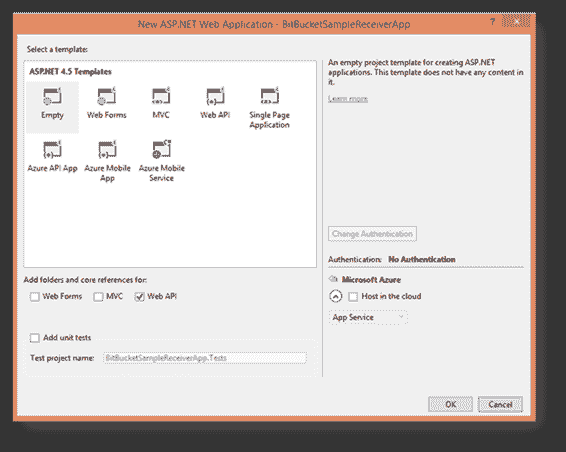 New ASP.NET Web Application - BitBucketSampleReceiverApp
? x
Select a template:
ASP.NET 4.5 Templates
Empty Web Forms MVC Web API Single Page Application
Azure API App Azure Mobile App Azure Mobile Service
An empty project template for creating ASP.NET
applications. This template does not have any content in
it.
Learn more
Change Authentication
Authentication: No Authentication
Microsoft Azure
Host in the cloud
App Service
Add folders and core references for:
Web Forms MVC Web API
Add unit tests
Test project name: BitBucketSampleReceiverApp.Tests
OK Cancel